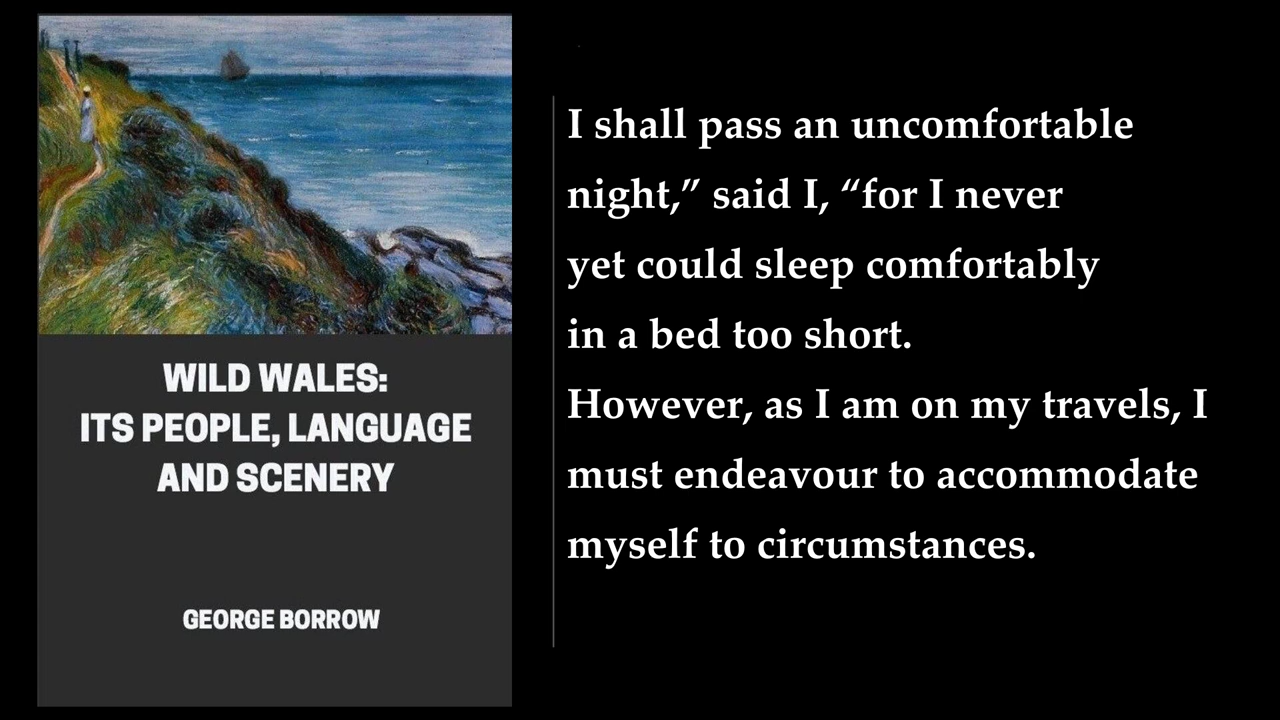 WILD WALES:
ITS PEOPLE, LANGUAGE
AND SCENERY
GEORGE BORROW
I shall pass an uncomfortable
night,” said I, “for I never
yet could sleep comfortably
in a bed too short.
However, as I am on my travels, I
must endeavour to accommodate
myself to circumstances.